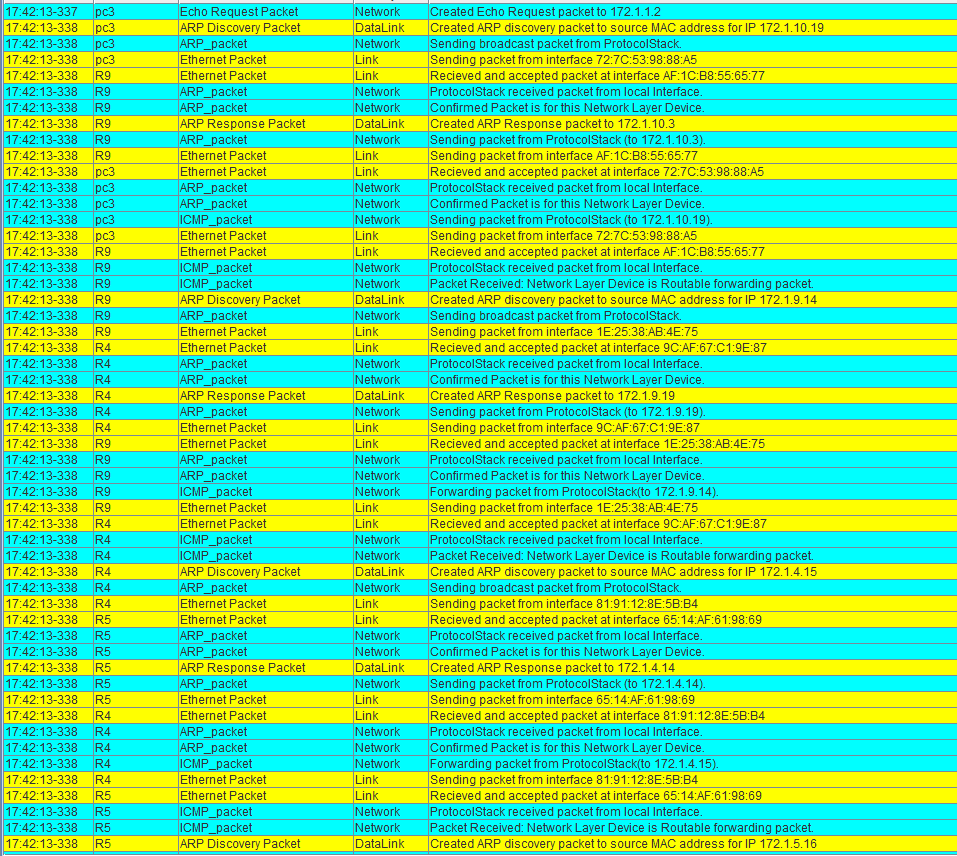 17:42:13-337 pc3 Echo Request Packet Network Created Echo Request packet to 172.1.1.2
17:42:13-338 pc3 ARP Discovery Packet DataLink Created ARP discovery packet to source MAC address for IP 172.1.10.19
17:42:13-338 pc3 ARP_packet Network Sending broadcast packet from ProtocolStack.
17:42:13-338 pc3 Ethernet Packet Link Sending packet from interface 72:7C:53:98:88:A5
17:42:13-338 R9 Ethernet Packet Link Recieved and accepted packet at interface AF:1C:B8:55:65:77
17:42:13-338 R9 ARP_packet Network ProtocolStack received packet from local Interface.
17:42:13-338 R9 ARP_packet Network Confirmed Packet is for this Network Layer Device.
17:42:13-338 R9 ARP Response Packet DataLink Created ARP Response packet to 172.1.10.3
17:42:13-338 R9 ARP_packet Network Sending packet from ProtocolStack (to 172.1.10.3).
17:42:13-338 R9 Ethernet Packet Link Sending packet from interface AF:1C:B8:55:65:77
17:42:13-338 pc3 Ethernet Packet Link Recieved and accepted packet at interface 72:7C:53:98:88:A5
17:42:13-338 pc3 ARP_packet Network ProtocolStack received packet from local Interface.
17:42:13-338 pc3 ARP_packet Network Confirmed Packet is for this Network Layer Device.
17:42:13-338 pc3 ICMP_packet Network Sending packet from ProtocolStack (to 172.1.10.19).
17:42:13-338 pc3 Ethernet Packet Link Sending packet from interface 72:7C:53:98:88:A5
17:42:13-338 R9 Ethernet Packet Link Recieved and accepted packet at interface AF:1C:B8:55:65:77
17:42:13-338 R9 ICMP_packet Network ProtocolStack received packet from local Interface.
17:42:13-338 R9 ICMP_packet Network Packet Received: Network Layer Device is Routable forwarding packet.
17:42:13-338 R9 ARP Discovery Packet DataLink Created ARP discovery packet to source MAC address for IP 172.1.9.14
17:42:13-338 R9 ARP_packet Network Sending broadcast packet from ProtocolStack.
17:42:13-338 R9 Ethernet Packet Link Sending packet from interface 1E:25:38:AB:4E:75
17:42:13-338 R4 Ethernet Packet Link Recieved and accepted packet at interface 9C:AF:67:C1:9E:87
17:42:13-338 R4 ARP_packet Network ProtocolStack received packet from local Interface.
17:42:13-338 R4 ARP_packet Network Confirmed Packet is for this Network Layer Device.
17:42:13-338 R4 ARP Response Packet DataLink Created ARP Response packet to 172.1.9.19
17:42:13-338 R4 ARP_packet Network Sending packet from ProtocolStack (to 172.1.9.19).
17:42:13-338 R4 Ethernet Packet Link Sending packet from interface 9C:AF:67:C1:9E:87
17:42:13-338 R9 Ethernet Packet Link Recieved and accepted packet at interface 1E:25:38:AB:4E:75
17:42:13-338 R9 ARP_packet Network ProtocolStack received packet from local Interface.
17:42:13-338 R9 ARP_packet Network Confirmed Packet is for this Network Layer Device.
17:42:13-338 R9 ICMP_packet Network Forwarding packet from ProtocolStack(to 172.1.9.14).
17:42:13-338 R9 Ethernet Packet Link Sending packet from interface 1E:25:38:AB:4E:75
17:42:13-338 R4 Ethernet Packet Link Recieved and accepted packet at interface 9C:AF:67:C1:9E:87
17:42:13-338 R4 ICMP_packet Network ProtocolStack received packet from local Interface.
17:42:13-338 R4 ICMP_packet Network Packet Received: Network Layer Device is Routable forwarding packet.
17:42:13-338 R4 ARP Discovery Packet DataLink Created ARP discovery packet to source MAC address for IP 172.1.4.15
17:42:13-338 R4 ARP_packet Network Sending broadcast packet from ProtocolStack.
17:42:13-338 R4 Ethernet Packet Link Sending packet from interface 81:91:12:8E:5B:B4
17:42:13-338 R5 Ethernet Packet Link Recieved and accepted packet at interface 65:14:AF:61:98:69
17:42:13-338 R5 ARP_packet Network ProtocolStack received packet from local Interface.
17:42:13-338 R5 ARP_packet Network Confirmed Packet is for this Network Layer Device.
17:42:13-338 R5 ARP Response Packet DataLink Created ARP Response packet to 172.1.4.14
17:42:13-338 R5 ARP_packet Network Sending packet from ProtocolStack (to 172.1.4.14).
17:42:13-338 R5 Ethernet Packet Link Sending packet from interface 65:14:AF:61:98:69
17:42:13-338 R4 Ethernet Packet Link Recieved and accepted packet at interface 81:91:12:8E:5B:B4
17:42:13-338 R4 ARP_packet Network ProtocolStack received packet from local Interface.
17:42:13-338 R4 ARP_packet Network Confirmed Packet is for this Network Layer Device.
17:42:13-338 R4 ICMP_packet Network Forwarding packet from ProtocolStack(to 172.1.4.15).
17:42:13-338 R4 Ethernet Packet Link Sending packet from interface 81:91:12:8E:5B:B4
17:42:13-338 R5 Ethernet Packet Link Recieved and accepted packet at interface 65:14:AF:61:98:69
17:42:13-338 R5 ICMP_packet Network ProtocolStack received packet from local Interface.
17:42:13-338 R5 ICMP_packet Network Packet Received: Network Layer Device is Routable forwarding packet.
17:42:13-338 R5 ARP Discovery Packet DataLink Created ARP discovery packet to source MAC address for IP 172.1.5.16